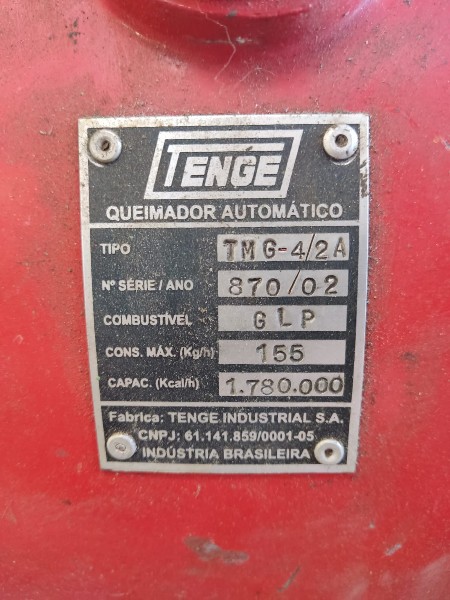 TENGE
QUEIMADOR AUTOMÁTICO
TIPO TMG-4/2A
Nº SÉRIE / ANO 870/02
COMBUSTÍVEL GLP
CONS. MÁX. (Kg/h) 155
CAPAC. (Kcal/h) 1.780.000
Fabrica: TENGE INDUSTRIAL S.A.
CNPJ: 61.141.859/0001-05
INDÚSTRIA BRASILEIRA